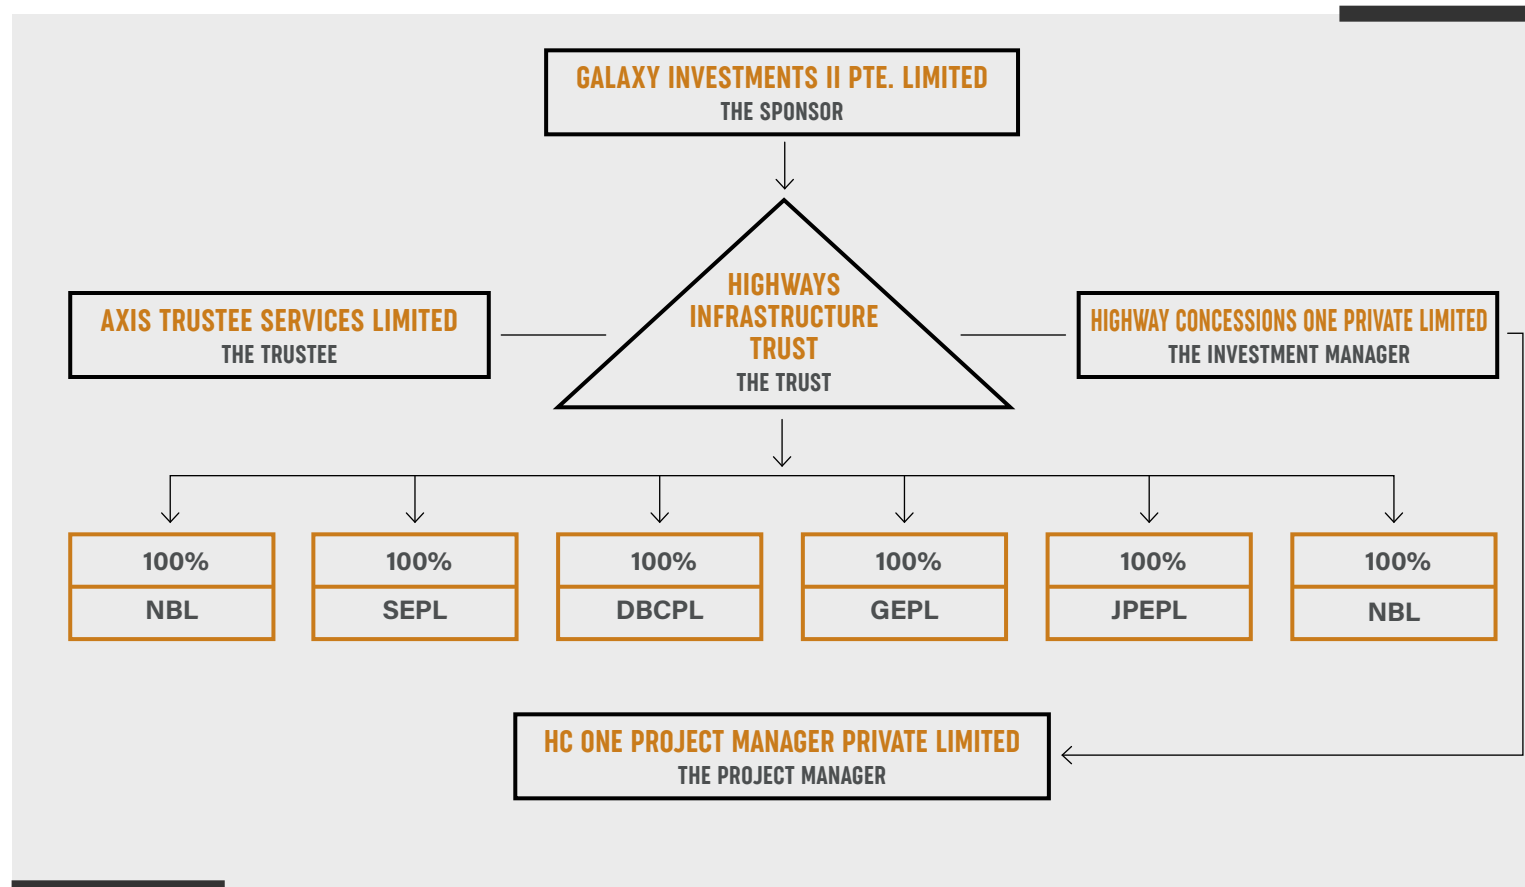 GALAXY INVESTMENTS II PTE. LIMITED
THE SPONSOR
HIGHWAYS
INFRASTRUCTURE
TRUST
THE TRUST
AXIS TRUSTEE SERVICES LIMITED
THE TRUSTEE
HIGHWAY CONCESSIONS ONE PRIVATE LIMITED
THE INVESTMENT MANAGER
100%
NBL
100%
SEPL
100%
DBCPL
100%
GEPL
100%
JPEPL
100%
NBL
HC ONE PROJECT MANAGER PRIVATE LIMITED
THE PROJECT MANAGER